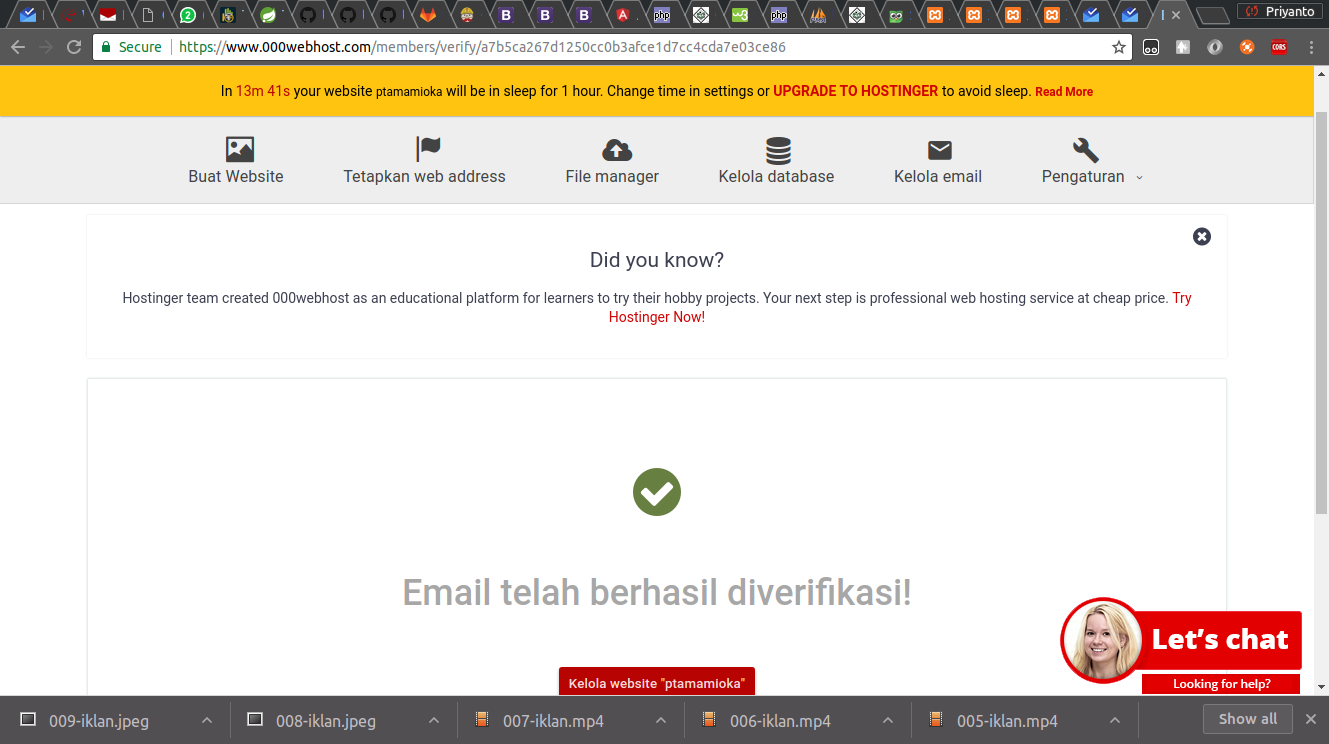 Priyanto
Secure https://www.000webhost.com/members/verify/a7b5ca267d1250cc0b3afce1d7cc4cda7e03ce86
In 13m 41s your website ptamamioka will be in sleep for 1 hour. Change time in settings or UPGRADE TO HOSTINGER to avoid sleep. Read More
Buat Website Tetapkan web address File manager Kelola database Kelola email Pengaturan
Did you know?
Hostinger team created 000webhost as an educational platform for learners to try their hobby projects. Your next step is professional web hosting service at cheap price. Try
Hostinger Now!
Email telah berhasil diverifikasi!
Let's chat
Looking for help?
Kelola website "ptamamioka"
009-iklan.jpeg 008-iklan.jpeg 007-iklan.mp4 006-iklan.mp4 005-iklan.mp4 Show all